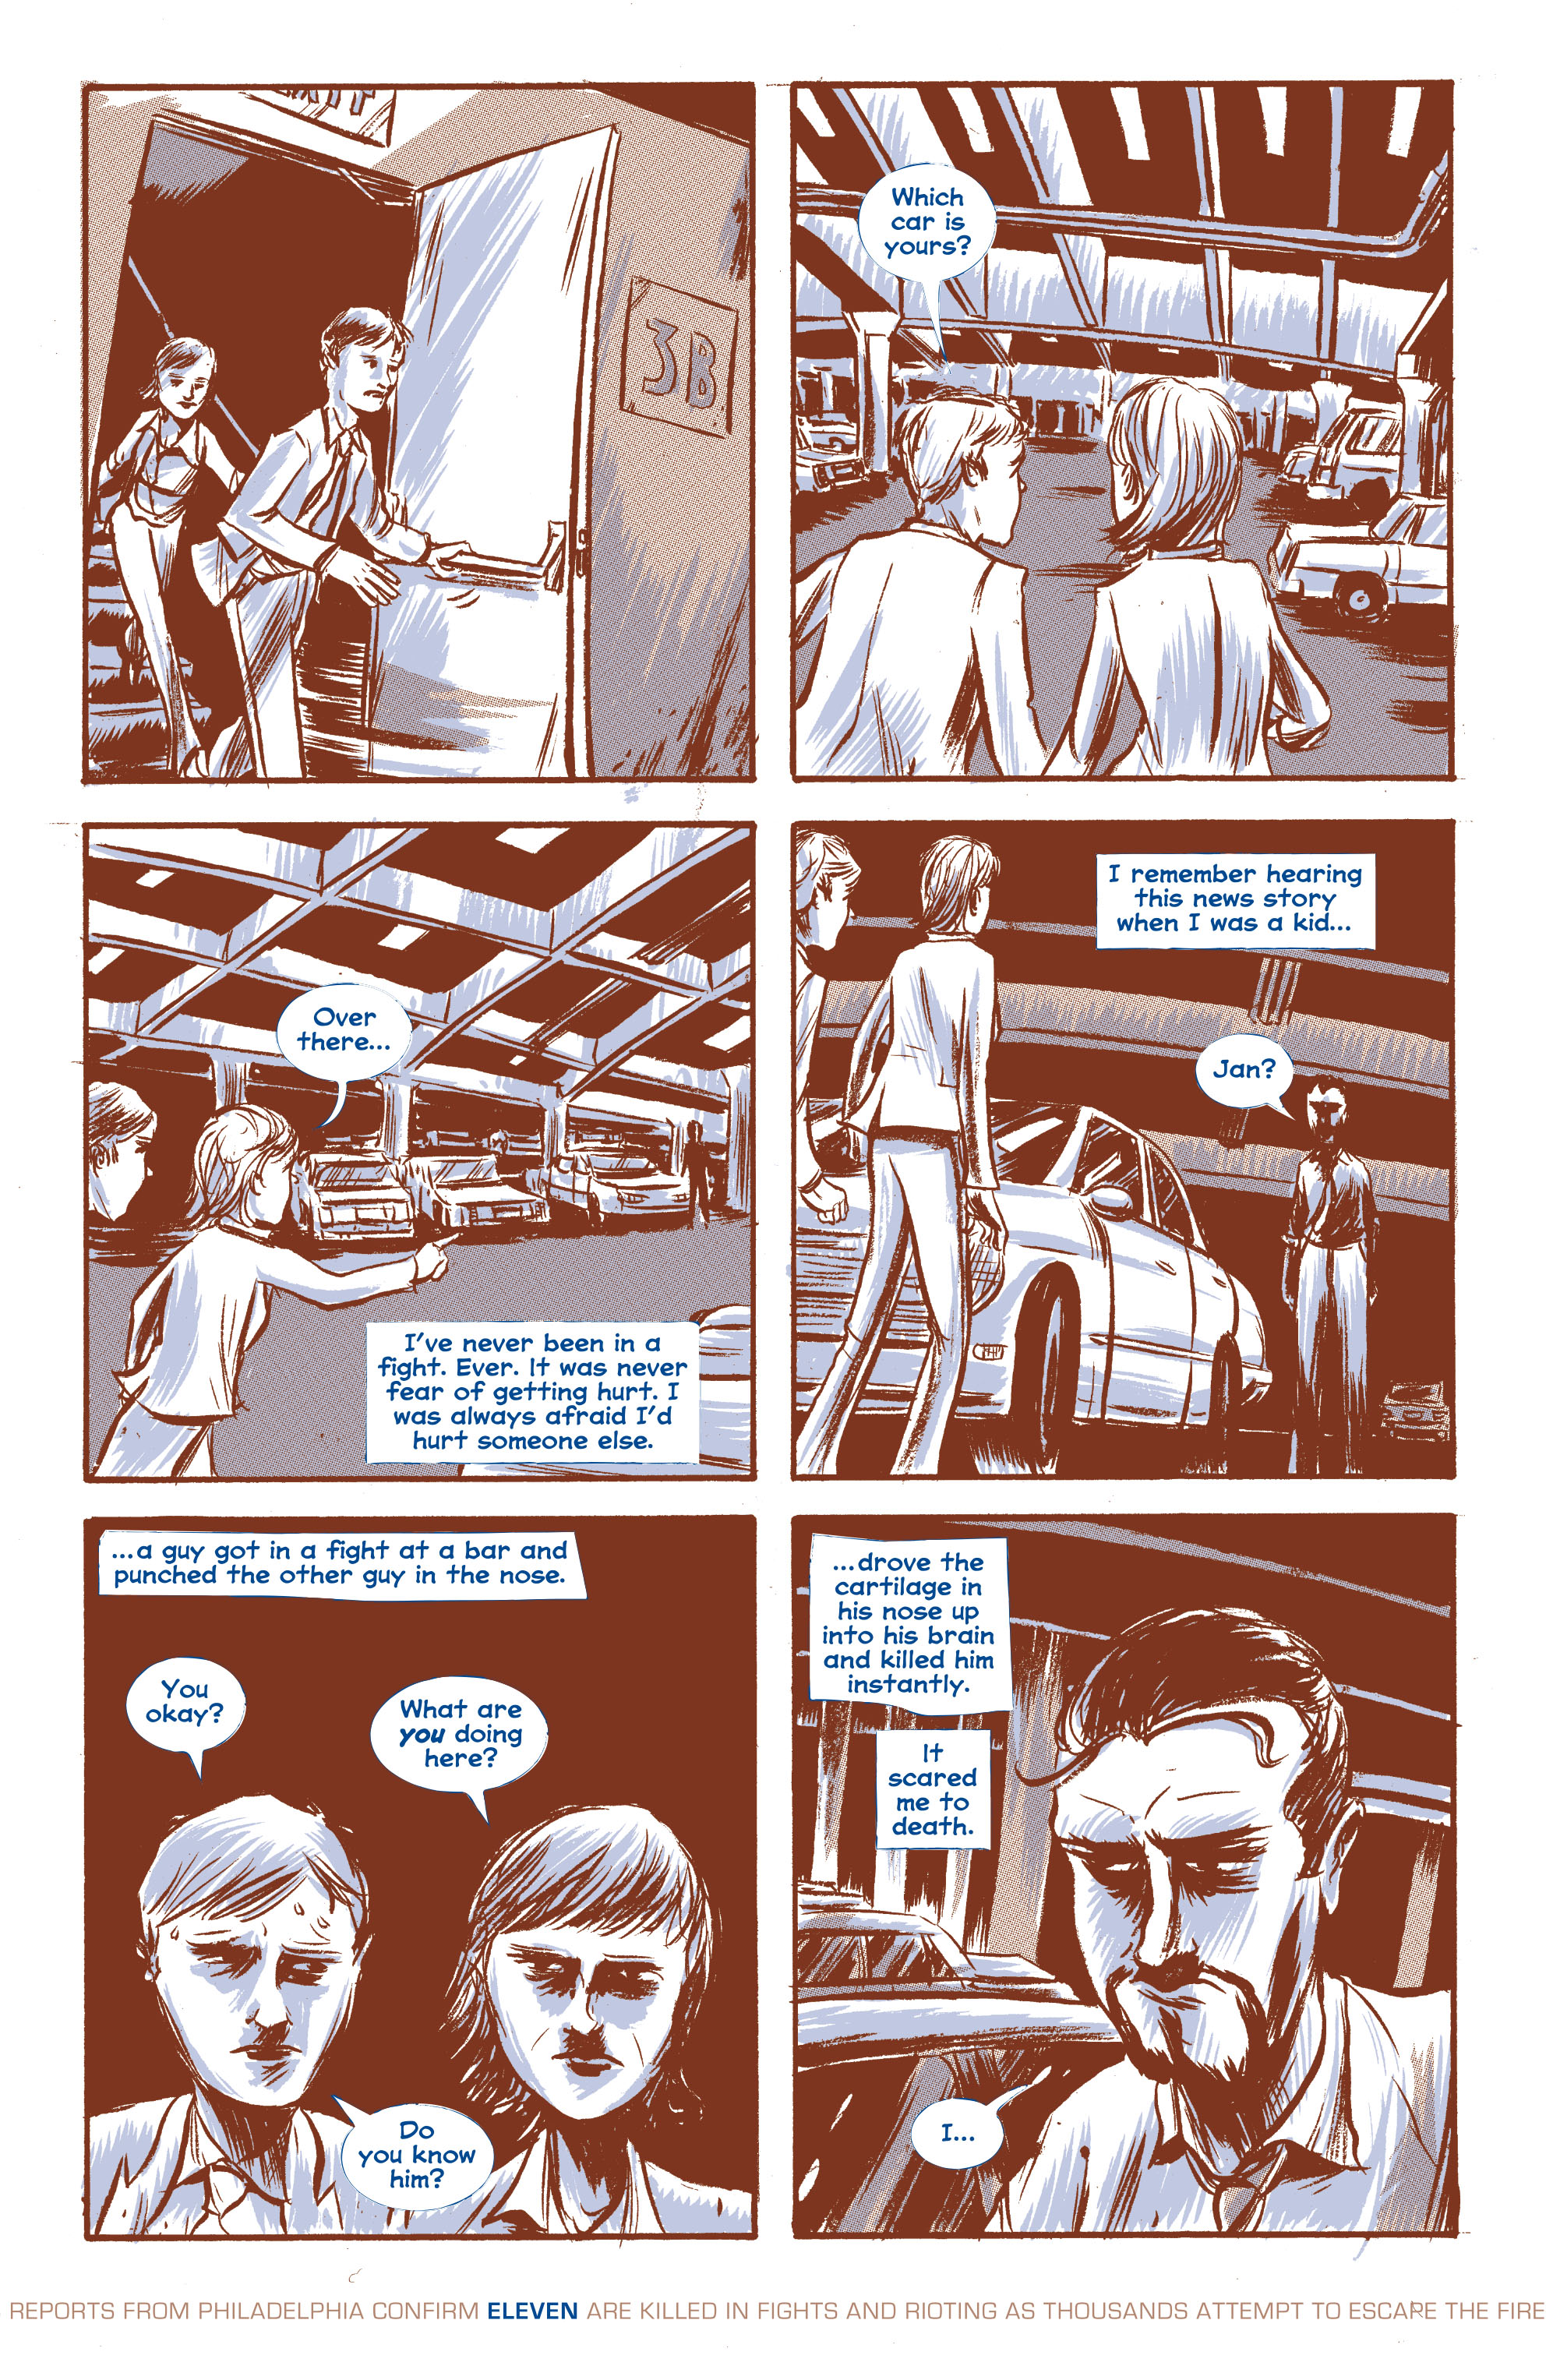 3B
Which
car is
yours?
Over
there...
I've never been in a
fight. Ever. It was never
fear of getting hurt. I
was always afraid I'd
hurt someone else.
I remember hearing
this news story
when I was a kid...
Jan?
...a guy got in a fight at a bar and
punched the other guy in the nose.
You
okay?
What are
you doing
here?
Do
you know
him?
...drove the
cartilage in
his nose up
into his brain
and killed him
instantly.
It
scared
me to
death.
I...
REPORTS FROM PHILADELPHIA CONFIRM ELEVEN ARE KILLED IN FIGHTS AND RIOTING AS THOUSANDS ATTEMPT TO ESCAPE THE FIRE